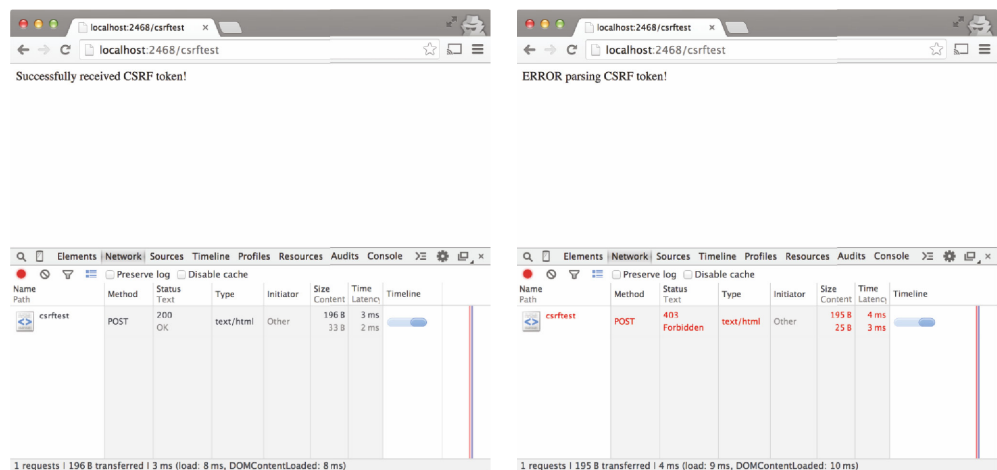 localhost:2468/csrftest ×
localhost:2468/csrftest
Successfully received CSRF token!
Elements Network Sources Timeline Profiles Resources Audits Console
Preserve log Disable cache
Name Path Method Status Text Type Initiator Size Content Time Latency Timeline
csrftest POST 200 OK text/html Other 196 B 33 B 3 ms 2 ms
1 requests | 196 B transferred | 3 ms (load: 8 ms, DOMContentLoaded: 8 ms)
localhost:2468/csrftest ×
localhost:2468/csrftest
ERROR parsing CSRF token!
Elements Network Sources Timeline Profiles Resources Audits Console
Preserve log Disable cache
Name Path Method Status Text Type Initiator Size Content Time Latency Timeline
csrftest POST 403 Forbidden text/html Other 195 B 25 B 4 ms 3 ms
1 requests | 195 B transferred | 4 ms (load: 9 ms, DOMContentLoaded: 10 ms)